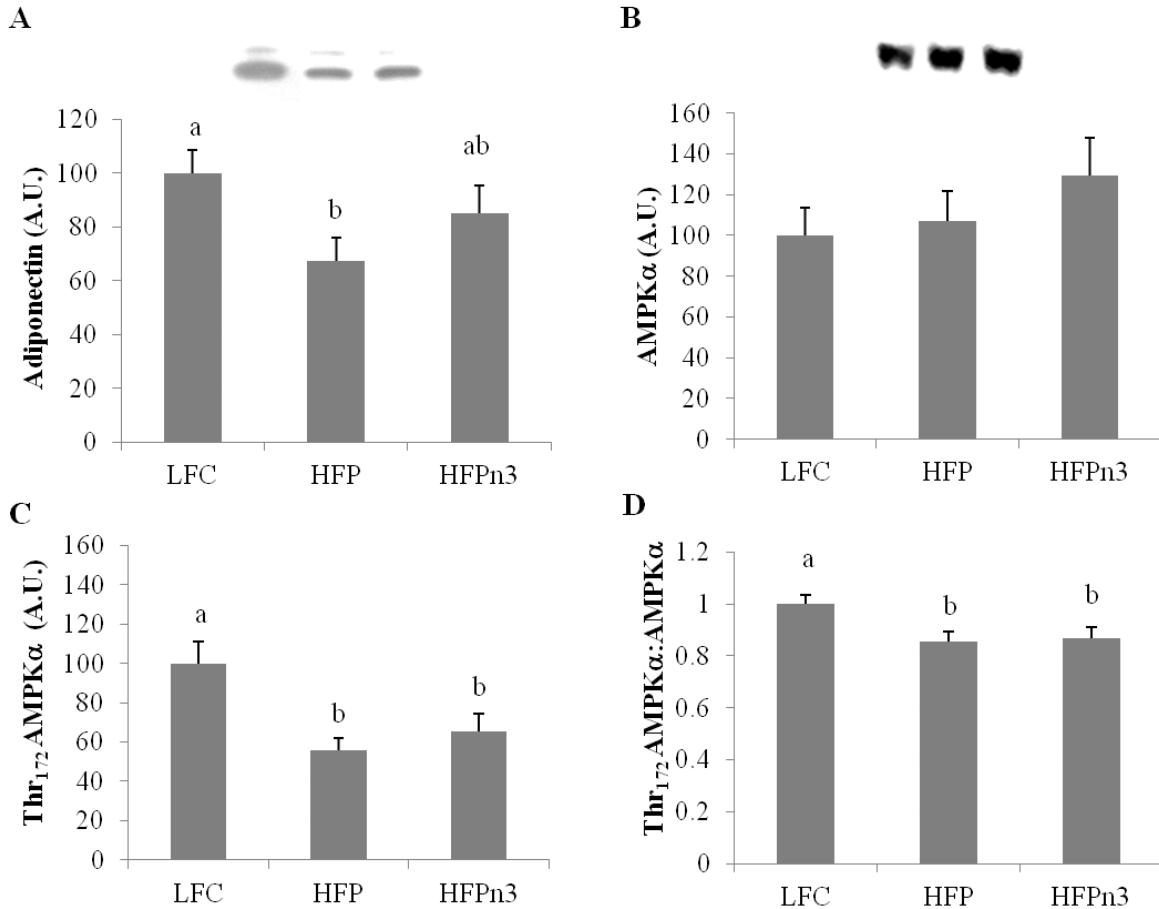 A
Adiponectin (A.U.)
120
100
80
60
40
20
0
a
b
ab
LFC
HFP
HFPn3
B
AMPKα (A.U.)
160
140
120
100
80
60
40
20
0
LFC
HFP
HFPn3
C
Thr₁₇₂AMPKα (A.U.)
160
140
120
100
80
60
40
20
0
a
b
b
LFC
HFP
HFPn3
D
Thr₁₇₂AMPKα:AMPKα
1.2
1
0.8
0.6
0.4
0.2
0
a
b
b
LFC
HFP
HFPn3